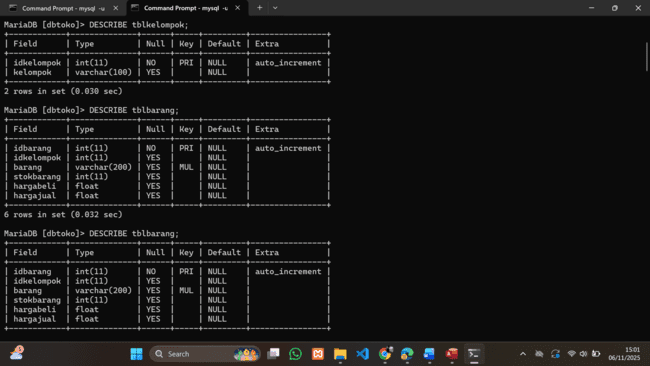 Command Prompt - mysql -u
Command Prompt - mysql -u
MariaDB [dbtoko]> DESCRIBE tblkelompok;
+------------+--------------+------+-----+---------+----------------+
| Field      | Type         | Null | Key | Default | Extra          |
+------------+--------------+------+-----+---------+----------------+
| idkelompok | int(11)      | NO   | PRI | NULL    | auto_increment |
| kelompok   | varchar(100) | YES  |     | NULL    |                |
+------------+--------------+------+-----+---------+----------------+
2 rows in set (0.030 sec)
MariaDB [dbtoko]> DESCRIBE tblbarang;
+------------+--------------+------+-----+---------+----------------+
| Field      | Type         | Null | Key | Default | Extra          |
+------------+--------------+------+-----+---------+----------------+
| idbarang   | int(11)      | NO   | PRI | NULL    | auto_increment |
| idkelompok | int(11)      | YES  |     | NULL    |                |
| barang     | varchar(200) | YES  | MUL | NULL    |                |
| stokbarang | int(11)      | YES  |     | NULL    |                |
| hargabeli  | float        | YES  |     | NULL    |                |
| hargajual  | float        | YES  |     | NULL    |                |
+------------+--------------+------+-----+---------+----------------+
6 rows in set (0.032 sec)
MariaDB [dbtoko]> DESCRIBE tblbarang;
+------------+--------------+------+-----+---------+----------------+
| Field      | Type         | Null | Key | Default | Extra          |
+------------+--------------+------+-----+---------+----------------+
| idbarang   | int(11)      | NO   | PRI | NULL    | auto_increment |
| idkelompok | int(11)      | YES  |     | NULL    |                |
| barang     | varchar(200) | YES  | MUL | NULL    |                |
| stokbarang | int(11)      | YES  |     | NULL    |                |
| hargabeli  | float        | YES  |     | NULL    |                |
| hargajual  | float        | YES  |     | NULL    |                |
+------------+--------------+------+-----+---------+----------------+
Search
15:01
06/11/2025